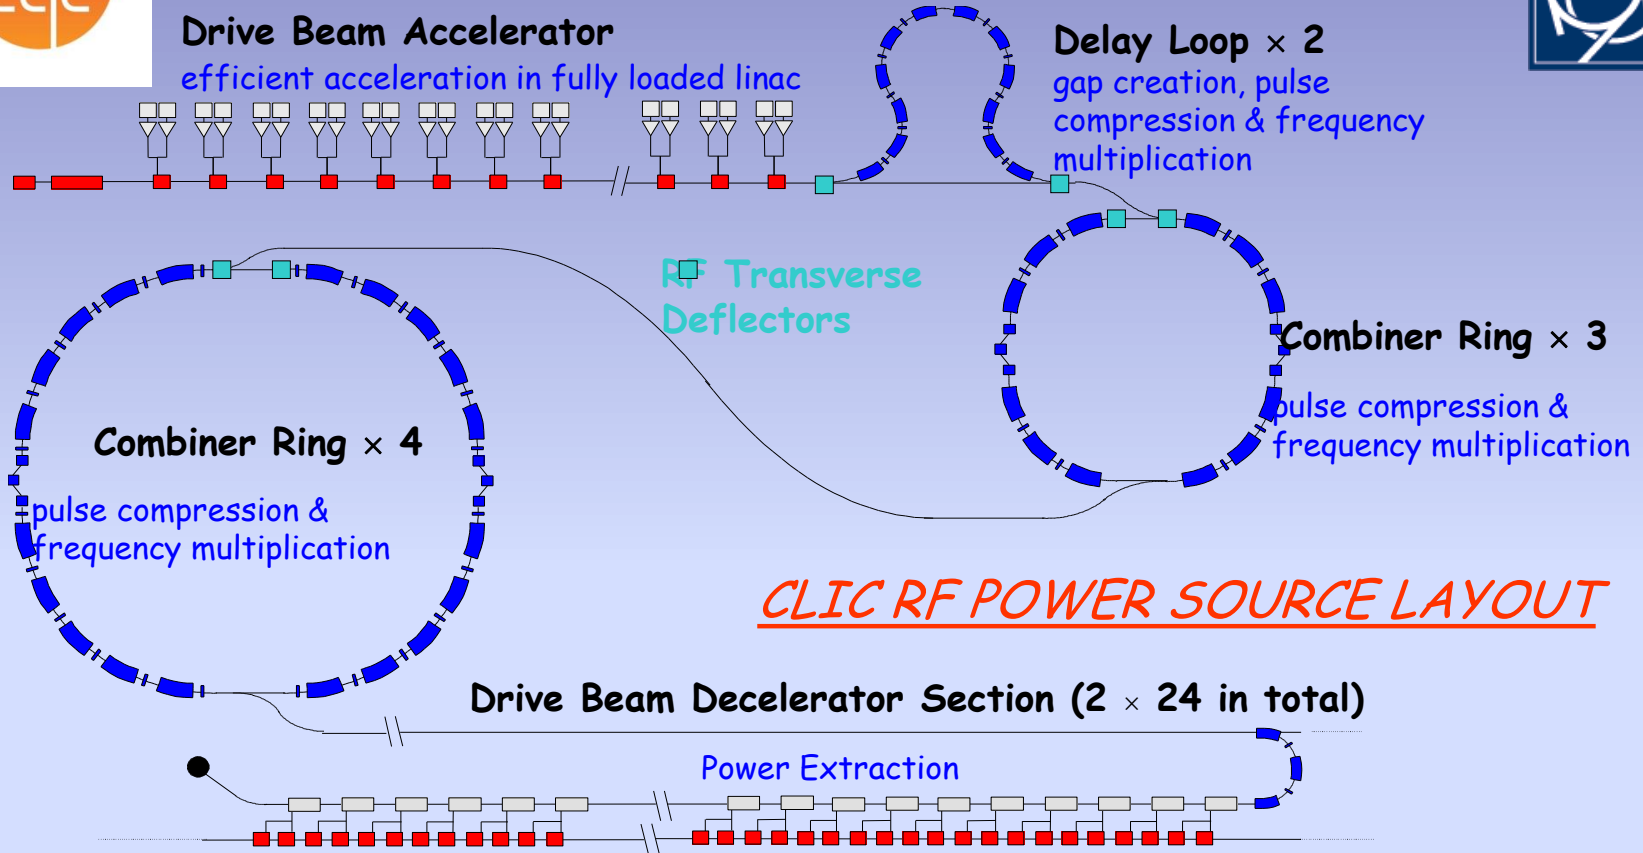 clc
Drive Beam Accelerator
efficient acceleration in fully loaded linac
Delay Loop × 2
gap creation, pulse
compression & frequency
multiplication
RF Transverse
Deflectors
Combiner Ring × 3
pulse compression &
frequency multiplication
Combiner Ring × 4
pulse compression &
frequency multiplication
CLIC RF POWER SOURCE LAYOUT
Drive Beam Decelerator Section (2 × 24 in total)
Power Extraction